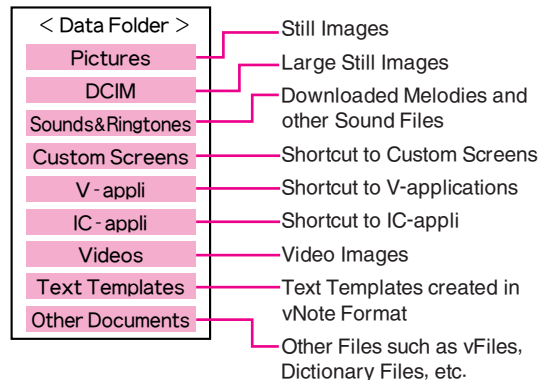 < Data Folder >
Pictures
DCIM
Sounds&Ringtones
Custom Screens
V-appli
IC-appli
Videos
Text Templates
Other Documents
Still Images
Large Still Images
Downloaded Melodies and
other Sound Files
Shortcut to Custom Screens
Shortcut to V-applications
Shortcut to IC-appli
Video Images
Text Templates created in
vNote Format
Other Files such as vFiles,
Dictionary Files, etc.